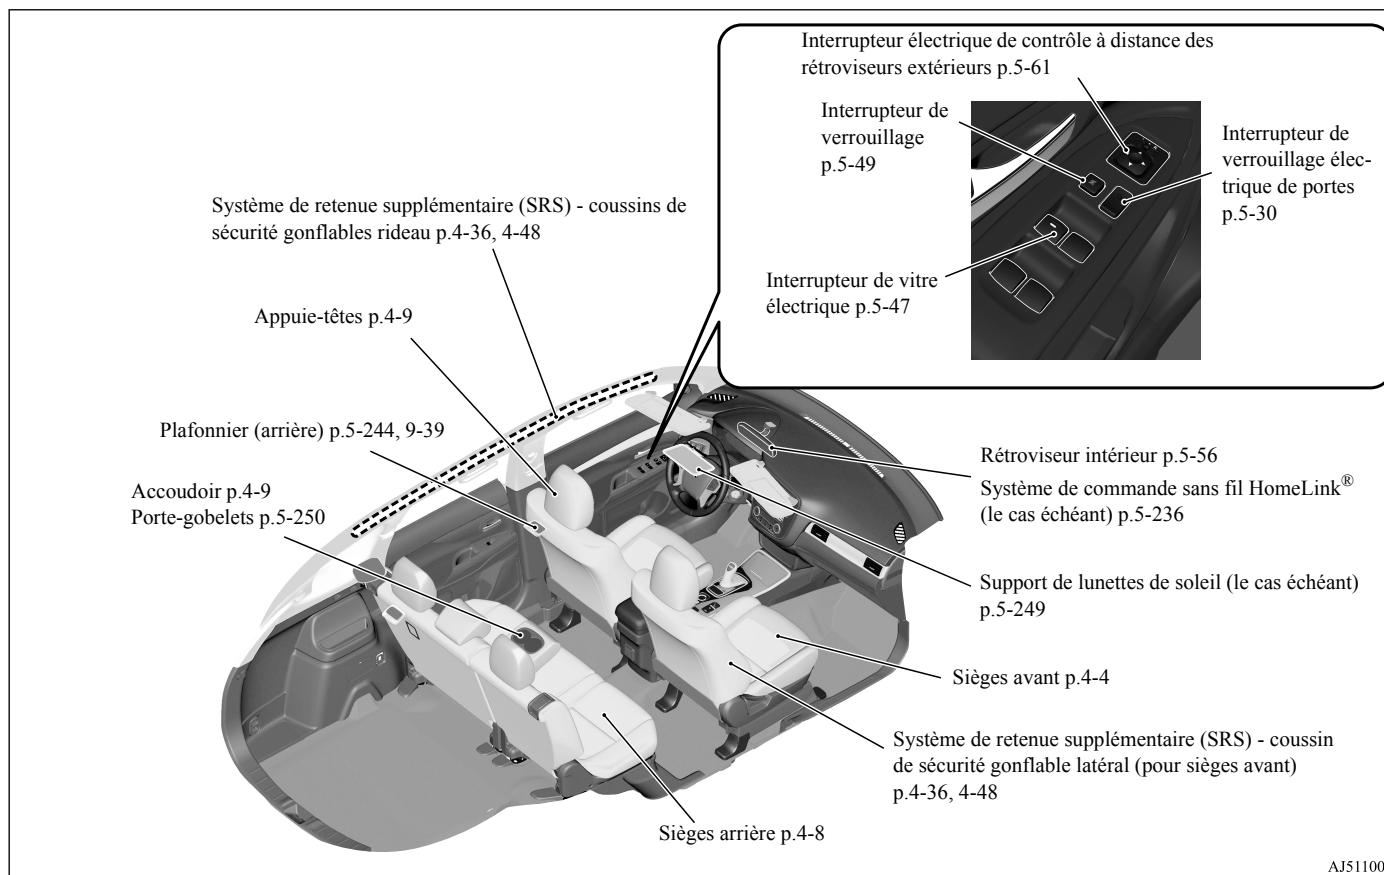 Interrupteur électrique de contrôle à distance des
rétroviseurs extérieurs p.5-61
Interrupteur de
verrouillage
p.5-49
Interrupteur de
verrouillage élec-
trique de portes
p.5-30
Interrupteur de vitre
électrique p.5-47
Système de retenue supplémentaire (SRS) - coussins de
sécurité gonflables rideau p.4-36, 4-48
Appuie-têtes p.4-9
Plafonnier (arrière) p.5-244, 9-39
Accoudoir p.4-9
Porte-gobelets p.5-250
Rétroviseur intérieur p.5-56
Système de commande sans fil HomeLink®
(le cas échéant) p.5-236
Support de lunettes de soleil (le cas échéant)
p.5-249
Sièges avant p.4-4
Système de retenue supplémentaire (SRS) - coussin
de sécurité gonflable latéral (pour sièges avant)
p.4-36, 4-48
Sièges arrière p.4-8
AJ51100